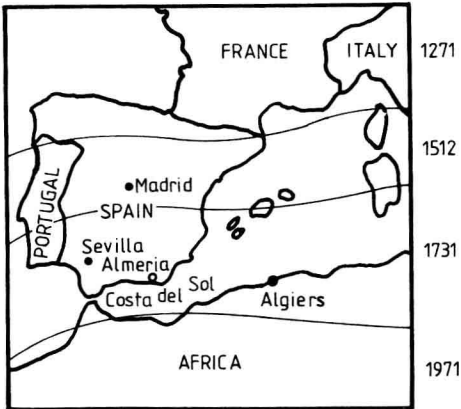 FRANCE ITALY 1271
1512
Madrid
PORTUGAL
SPAIN
1731
Sevilla
Almeria
Costa del Sol
Algiers
AFRICA
1971